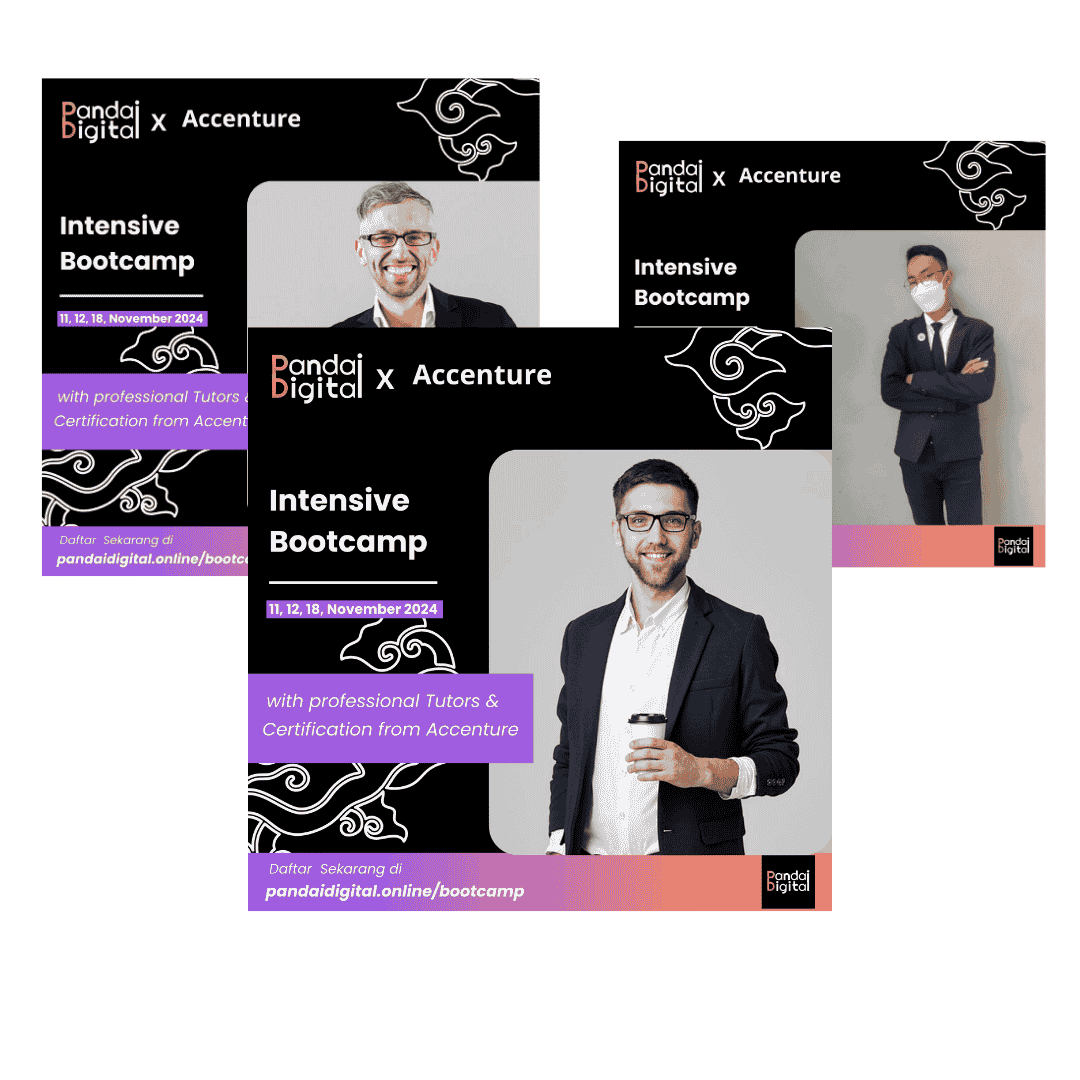 Pandai
Digital X Accenture
Intensive
Bootcamp
11, 12, 18, November 2024
with professional Tutors &
Certification from Accent
Daftar Sekarang di
pandaidigital.online/bootc
Pandai
Digital X Accenture
Intensive
Bootcamp
Pandai
Digital
Pandai
Digital X Accenture
Intensive
Bootcamp
11, 12, 18, November 2024
with professional Tutors &
Certification from Accenture
Daftar Sekarang di
pandaidigital.online/bootcamp
Pandai
Digital